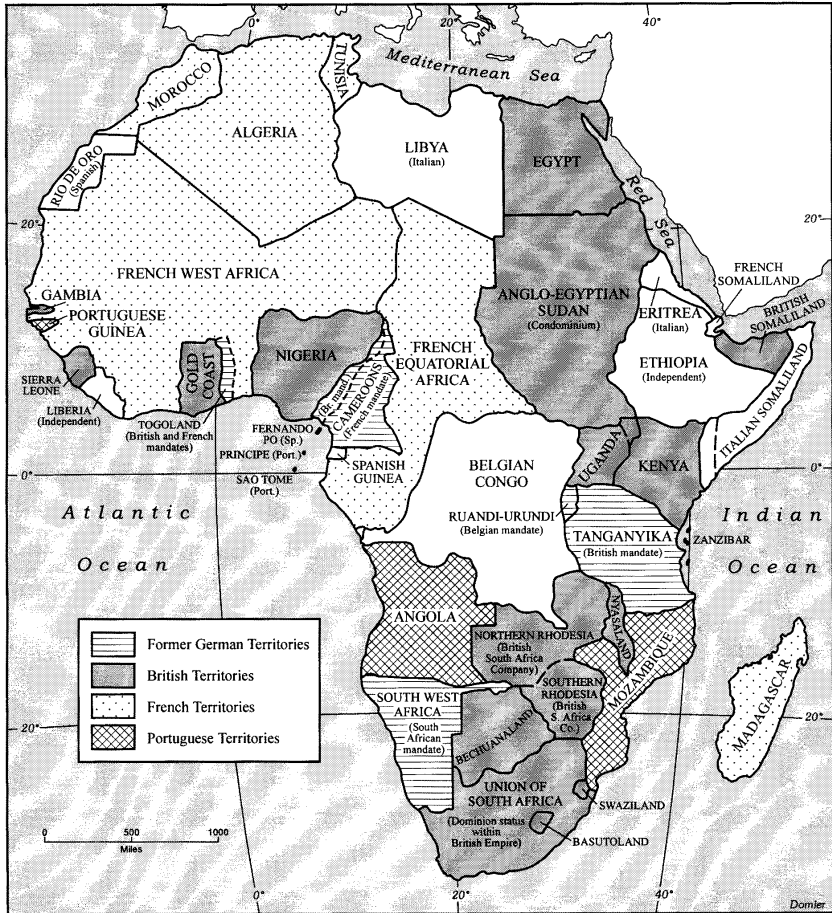 0°
20°
40°
Mediterranean Sea
MOROCCO
TUNISIA
ALGERIA
LIBYA
(Italian)
EGYPT
RIO DE ORO
(Spanish)
Red
Sea
20°
20°
FRENCH WEST AFRICA
GAMBIA
PORTUGUESE
GUINEA
ANGLO-EGYPTIAN
SUDAN
(Condominium)
ERITREA
(Italian)
FRENCH
SOMALILAND
BRITISH
SOMALILAND
NIGERIA
FRENCH
EQUATORIAL
AFRICA
ETHIOPIA
(Independent)
ITALIAN SOMALILAND
GOLD
COAST
SIERRA
LEONE
LIBERIA
(Independent)
TOGOLAND
(British and French
mandates)
(Br. mand.)
CAMEROONS
(French mandate)
FERNANDO
PO (Sp.)
PRINCIPE (Port.)
SAO TOME
(Port.)
SPANISH
GUINEA
UGANDA
KENYA
0°
0°
BELGIAN
CONGO
RUANDI-URUNDI
(Belgian mandate)
TANGANYIKA
(British mandate)
ZANZIBAR
Atlantic
Ocean
Indian
Ocean
ANGOLA
NORTHERN RHODESIA
(British
South Africa
Company)
NYASALAND
MOZAMBIQUE
SOUTHERN
RHODESIA
(British
S. Africa
Co.)
MADAGASCAR
SOUTH WEST
AFRICA
(South
African
mandate)
BECHUANALAND
20°
20°
UNION OF
SOUTH AFRICA
(Dominion status
within
British Empire)
SWAZILAND
BASUTOLAND
Former German Territories
British Territories
French Territories
Portuguese Territories
0 500 1000
Miles
0°
20°
40°
Domier